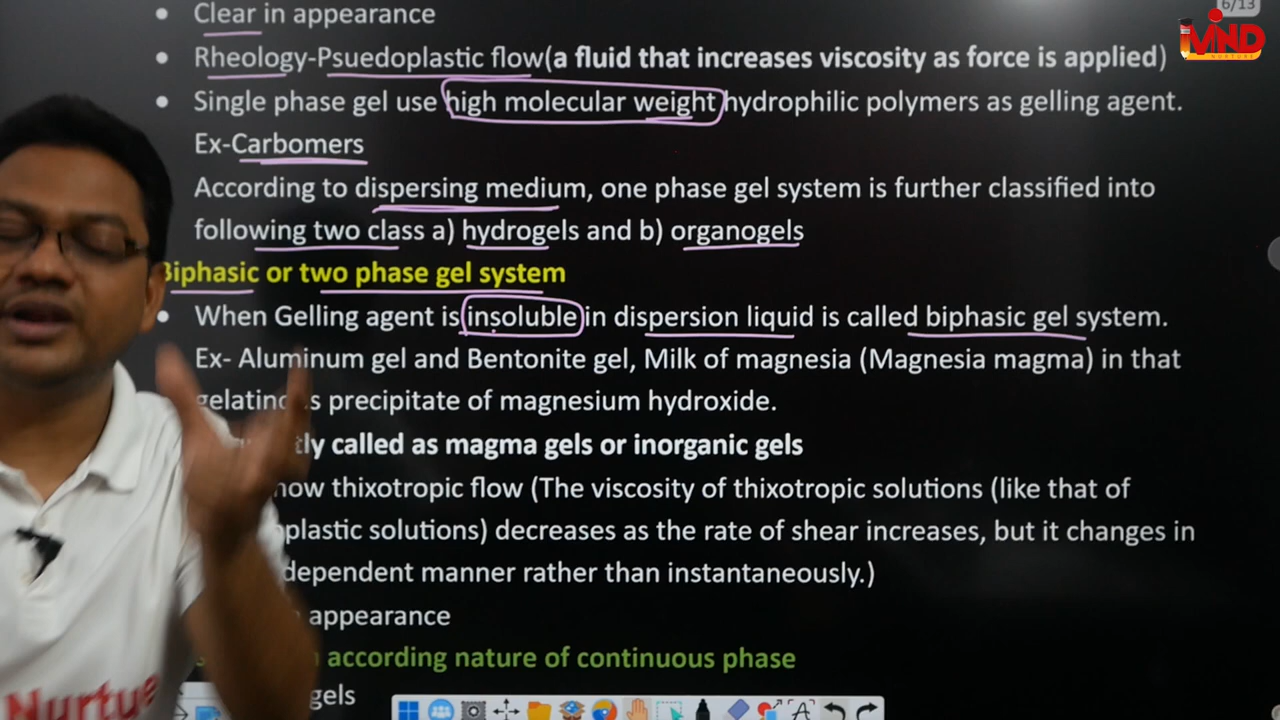 6/13
MIND
NURTURE
Clear in appearance
Rheology-Psuedoplastic flow(a fluid that increases viscosity as force is applied)
Single phase gel use high molecular weight hydrophilic polymers as gelling agent.
Ex-Carbomers
According to dispersing medium, one phase gel system is further classified into
following two class a) hydrogels and b) organogels
Biphasic or two phase gel system
When Gelling agent is insoluble in dispersion liquid is called biphasic gel system.
Ex- Aluminum gel and Bentonite gel, Milk of magnesia (Magnesia magma) in that
precipitate of magnesium hydroxide.
called as magma gels or inorganic gels
thixotropic flow (The viscosity of thixotropic solutions (like that of
solutions) decreases as the rate of shear increases, but it changes in
dependent manner rather than instantaneously.)
appearance
according nature of continuous phase
gels
Nurtu